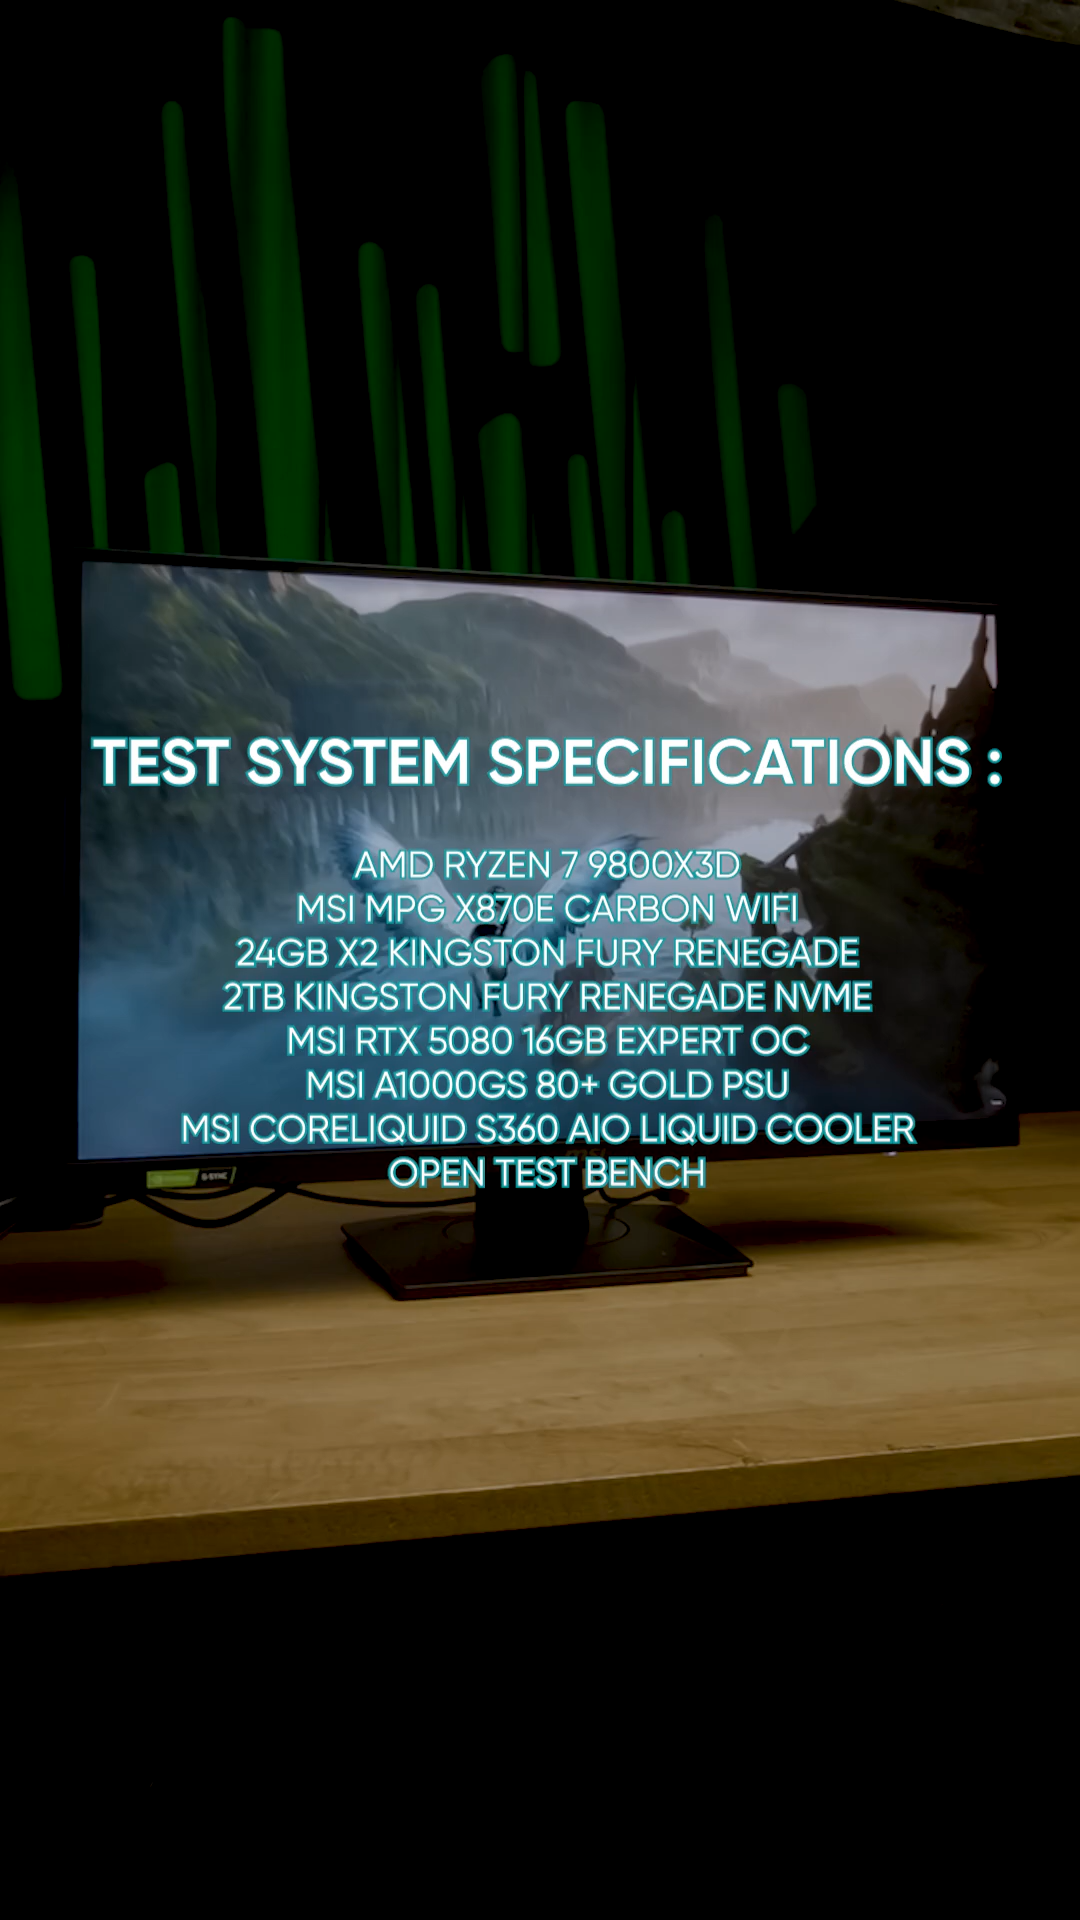 TEST SYSTEM SPECIFICATIONS :
AMD RYZEN 7 9800X3D
MSI MPG X870E CARBON WIFI
24GB X2 KINGSTON FURY RENEGADE
2TB KINGSTON FURY RENEGADE NVME
MSI RTX 5080 16GB EXPERT OC
MSI A1000GS 80+ GOLD PSU
MSI CORELIQUID S360 AIO LIQUID COOLER
OPEN TEST BENCH
msi
G-SYNC